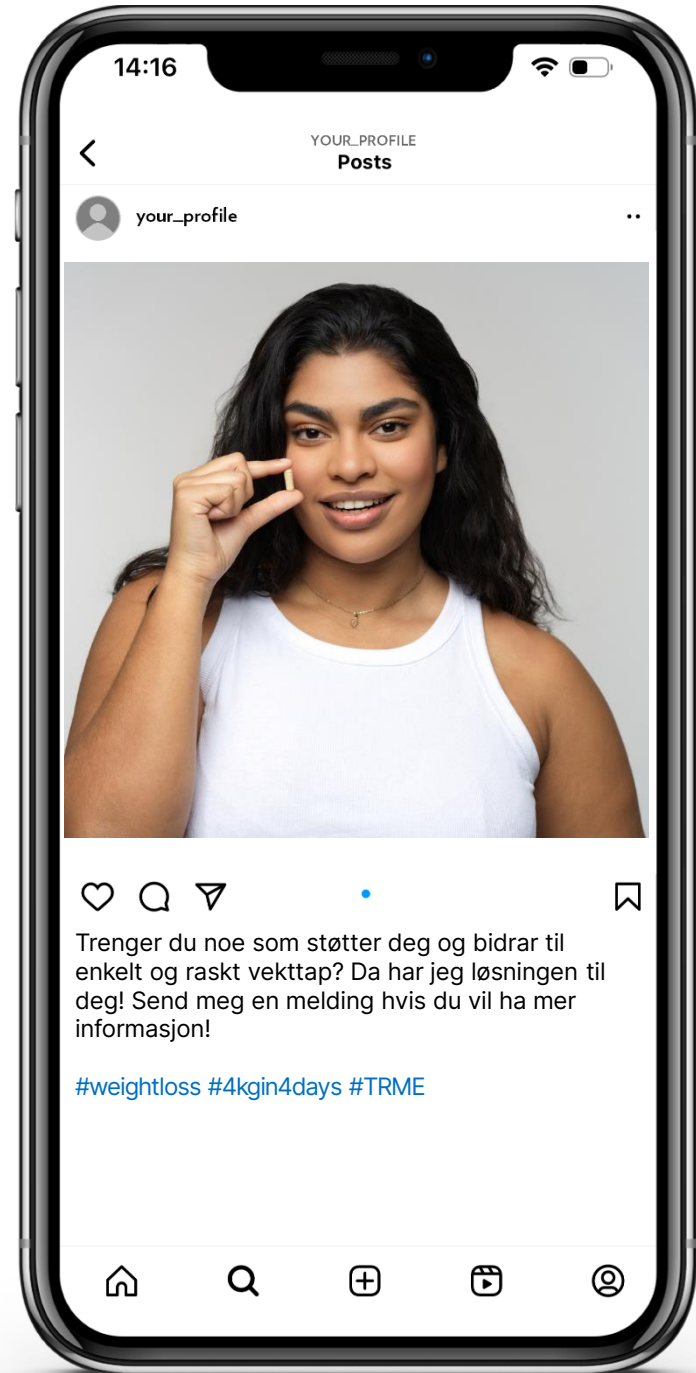 14:16
YOUR_PROFILE
Posts
your_profile
Trenger du noe som støtter deg og bidrar til
enkelt og raskt vekttap? Da har jeg løsningen til
deg! Send meg en melding hvis du vil ha mer
informasjon!
#weightloss #4kgin4days #TRME